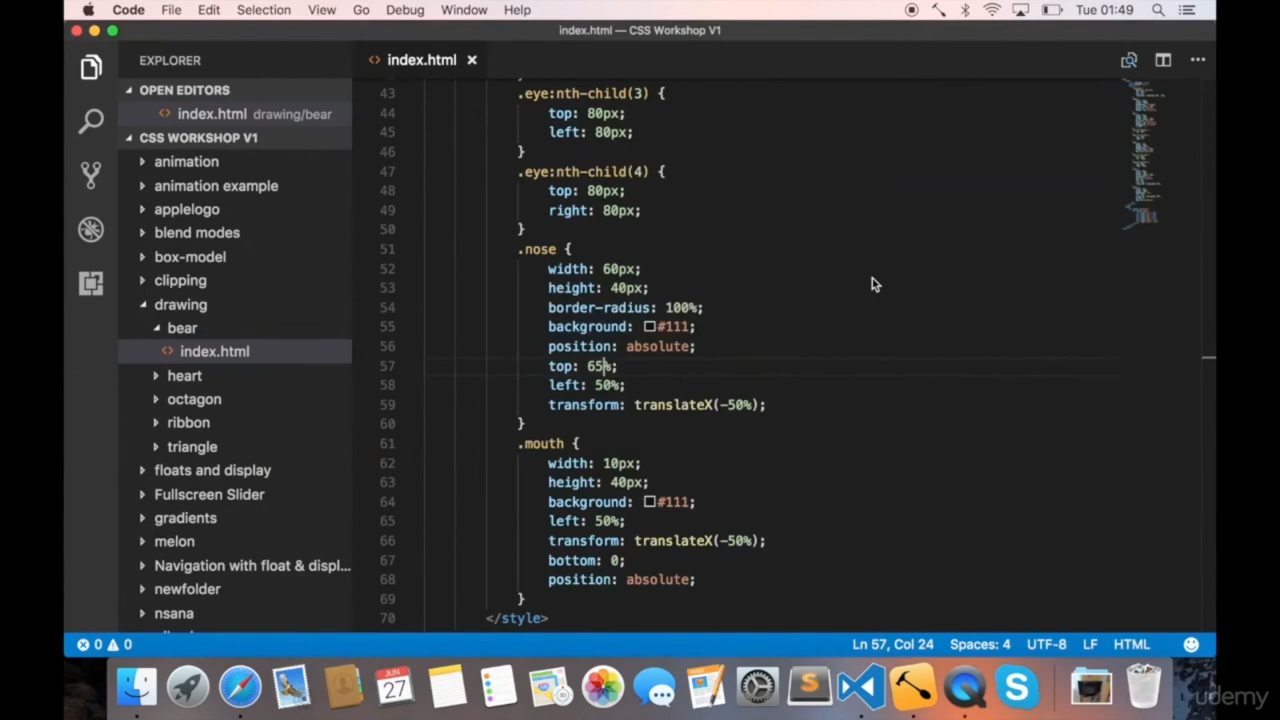 Code File Edit Selection View Go Debug Window Help Tue 01:49
index.html — CSS Workshop V1
EXPLORER
index.html
OPEN EDITORS
index.html drawing/bear
CSS WORKSHOP V1
animation
animation example
applelogo
blend modes
box-model
clipping
drawing
bear
index.html
heart
octagon
ribbon
triangle
floats and display
Fullscreen Slider
gradients
melon
Navigation with float & displ...
newfolder
nsana
43 .eye:nth-child(3) {
44 top: 80px;
45 left: 80px;
46 }
47 .eye:nth-child(4) {
48 top: 80px;
49 right: 80px;
50 }
51 .nose {
52 width: 60px;
53 height: 40px;
54 border-radius: 100%;
55 background: #111;
56 position: absolute;
57 top: 65%;
58 left: 50%;
59 transform: translateX(-50%);
60 }
61 .mouth {
62 width: 10px;
63 height: 40px;
64 background: #111;
65 left: 50%;
66 transform: translateX(-50%);
67 bottom: 0;
68 position: absolute;
69 }
70 </style>
0 0 Ln 57, Col 24 Spaces: 4 UTF-8 LF HTML
JUN
27
udemy